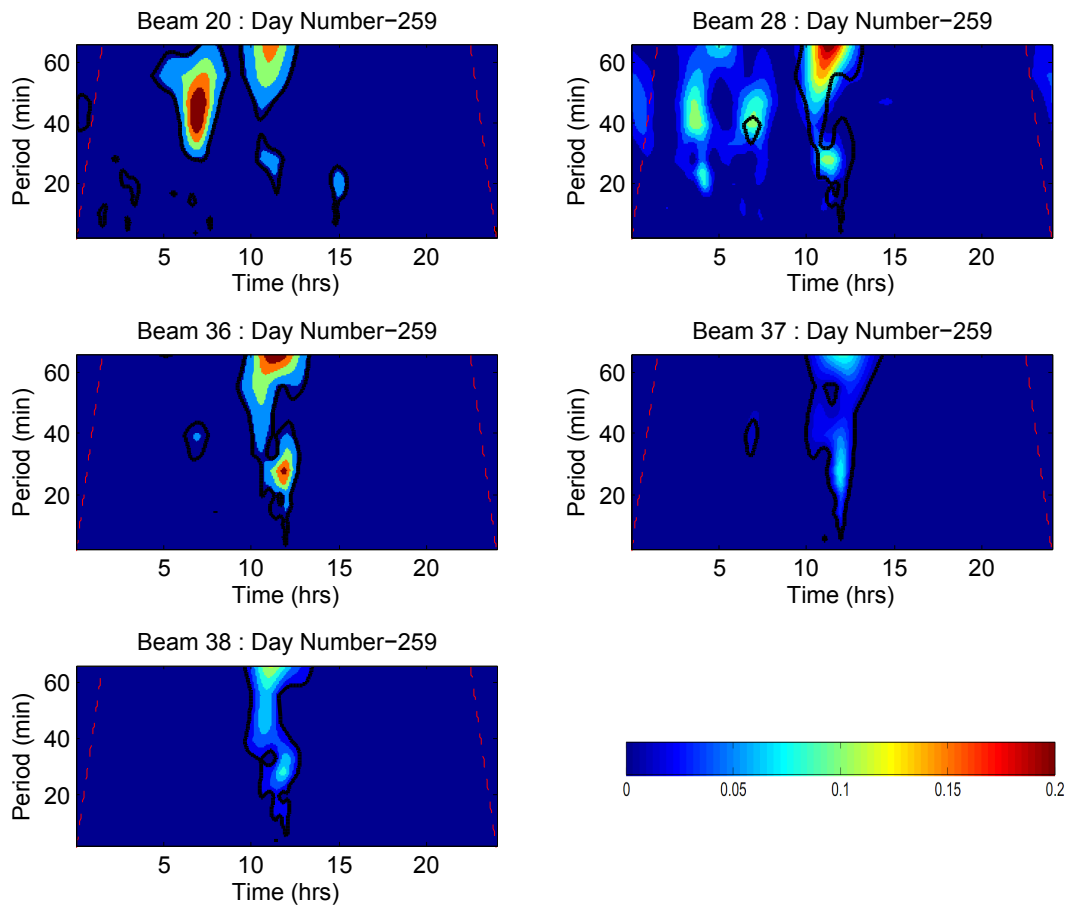 Beam 20 : Day Number−259
Period (min)
60
40
20
5 10 15 20
Time (hrs)
Beam 28 : Day Number−259
Period (min)
60
40
20
5 10 15 20
Time (hrs)
Beam 36 : Day Number−259
Period (min)
60
40
20
5 10 15 20
Time (hrs)
Beam 37 : Day Number−259
Period (min)
60
40
20
5 10 15 20
Time (hrs)
Beam 38 : Day Number−259
Period (min)
60
40
20
5 10 15 20
Time (hrs)
0 0.05 0.1 0.15 0.2